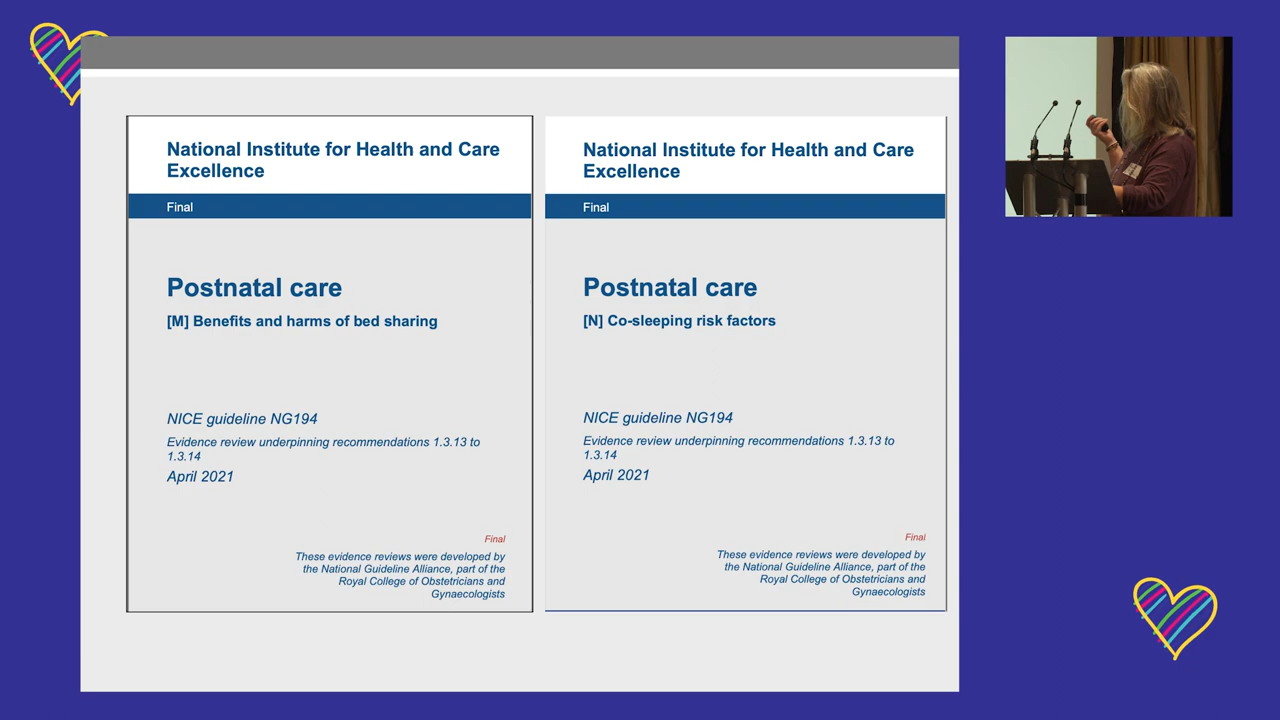 National Institute for Health and Care
Excellence
Final
Postnatal care
[M] Benefits and harms of bed sharing
NICE guideline NG194
Evidence review underpinning recommendations 1.3.13 to
1.3.14
April 2021
Final
These evidence reviews were developed by
the National Guideline Alliance, part of the
Royal College of Obstetricians and
Gynaecologists
National Institute for Health and Care
Excellence
Final
Postnatal care
[N] Co-sleeping risk factors
NICE guideline NG194
Evidence review underpinning recommendations 1.3.13 to
1.3.14
April 2021
Final
These evidence reviews were developed by
the National Guideline Alliance, part of the
Royal College of Obstetricians and
Gynaecologists